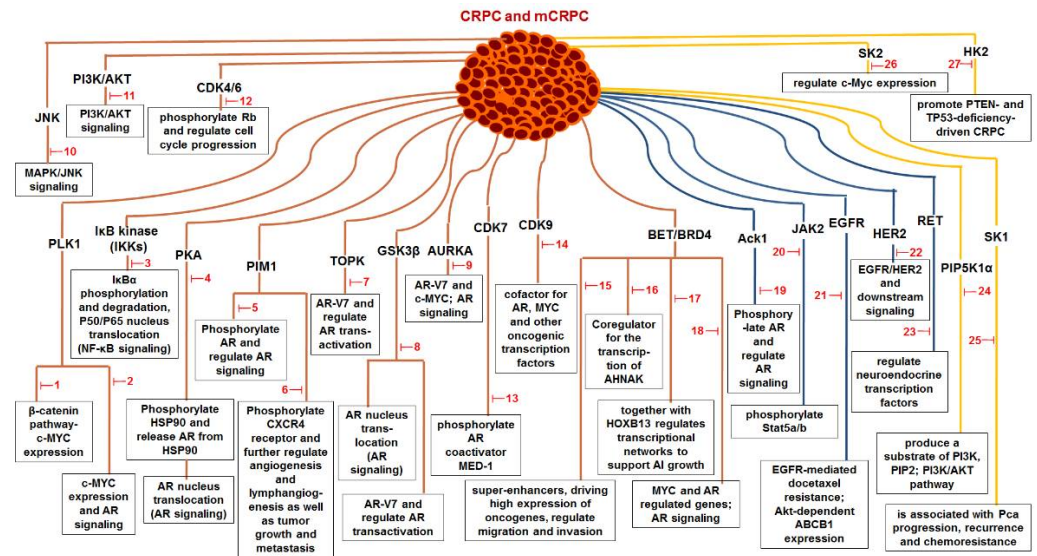 CRPC and mCRPC
JNK
10
MAPK/JNK
signaling
PI3K/AKT
11
PI3K/AKT
signaling
CDK4/6
12
phosphorylate Rb
and regulate cell
cycle progression
SK2
26
regulate c-Myc expression
HK2
27
promote PTEN- and
TP53-deficiency-
driven CRPC
PLK1
1
β-catenin
pathway-
c-MYC
expression
2
c-MYC
expression
and AR
signaling
IκB kinase
(IKKs)
3
IκBα
phosphorylation
and degradation,
P50/P65 nucleus
translocation
(NF-κB signaling)
PKA
4
Phosphorylate
HSP90 and
release AR from
HSP90
AR nucleus
translocation
(AR signaling)
PIM1
5
Phosphorylate
AR and
regulate AR
signaling
6
Phosphorylate
CXCR4
receptor and
further regulate
angiogenesis
and
lymphangiog-
enesis as well
as tumor
growth and
metastasis
TOPK
7
AR-V7 and
regulate
AR trans-
activation
GSK3β
8
AR nucleus
trans-
location
(AR
signaling)
AR-V7 and
regulate AR
transactivation
AURKA
9
AR-V7 and
c-MYC; AR
signaling
CDK7
13
phosphorylate
AR
coactivator
MED-1
CDK9
14
cofactor for
AR, MYC
and other
oncogenic
transcription
factors
BET/BRD4
15
super-enhancers, driving
high expression of
oncogenes, regulate
migration and invasion
16
Coregulator
for the
transcrip-
tion of
AHNAK
17
together with
HOXB13 regulates
transcriptional
networks to
support AI growth
18
MYC and AR
regulated genes;
AR signaling
Ack1
19
Phosphory
-late AR
and
regulate
AR
signaling
JAK2
20
phosphorylate
Stat5a/b
EGFR
21
EGFR-mediated
docetaxel
resistance;
Akt-dependent
ABCB1
expression
HER2
22
EGFR/HER2
and
downstream
signaling
RET
23
regulate
neuroendocrine
transcription
factors
PIP5K1α
24
produce a
substrate of PI3K,
PIP2; PI3K/AKT
pathway
SK1
25
is associated with Pca
progression, recurrence
and chemoresistance